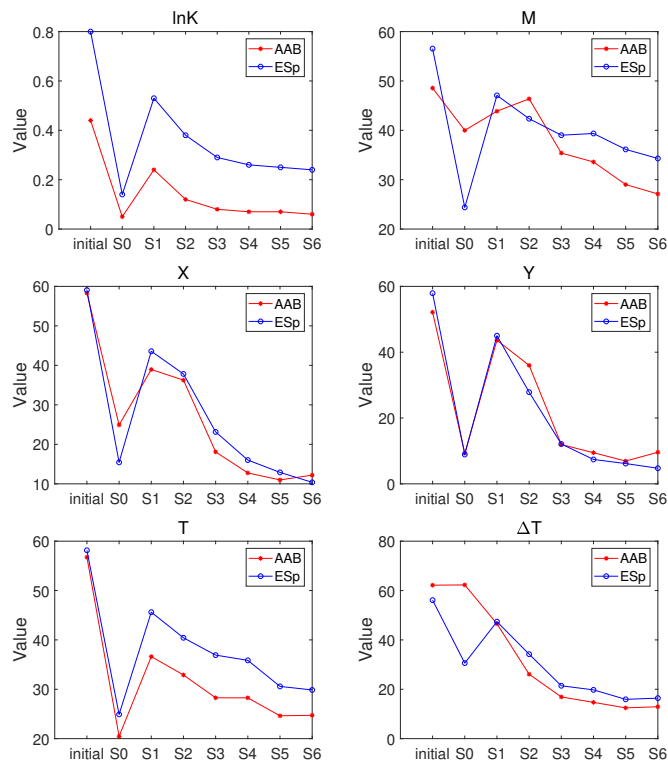 lnK
0.8
0.6
0.4
0.2
0
Value
AAB
ESp
initial S0 S1 S2 S3 S4 S5 S6
M
60
50
40
30
20
Value
AAB
ESp
initial S0 S1 S2 S3 S4 S5 S6
X
60
50
40
30
20
10
Value
AAB
ESp
initial S0 S1 S2 S3 S4 S5 S6
Y
60
40
20
0
Value
AAB
ESp
initial S0 S1 S2 S3 S4 S5 S6
T
60
50
40
30
20
Value
AAB
ESp
initial S0 S1 S2 S3 S4 S5 S6
ΔT
80
60
40
20
0
Value
AAB
ESp
initial S0 S1 S2 S3 S4 S5 S6